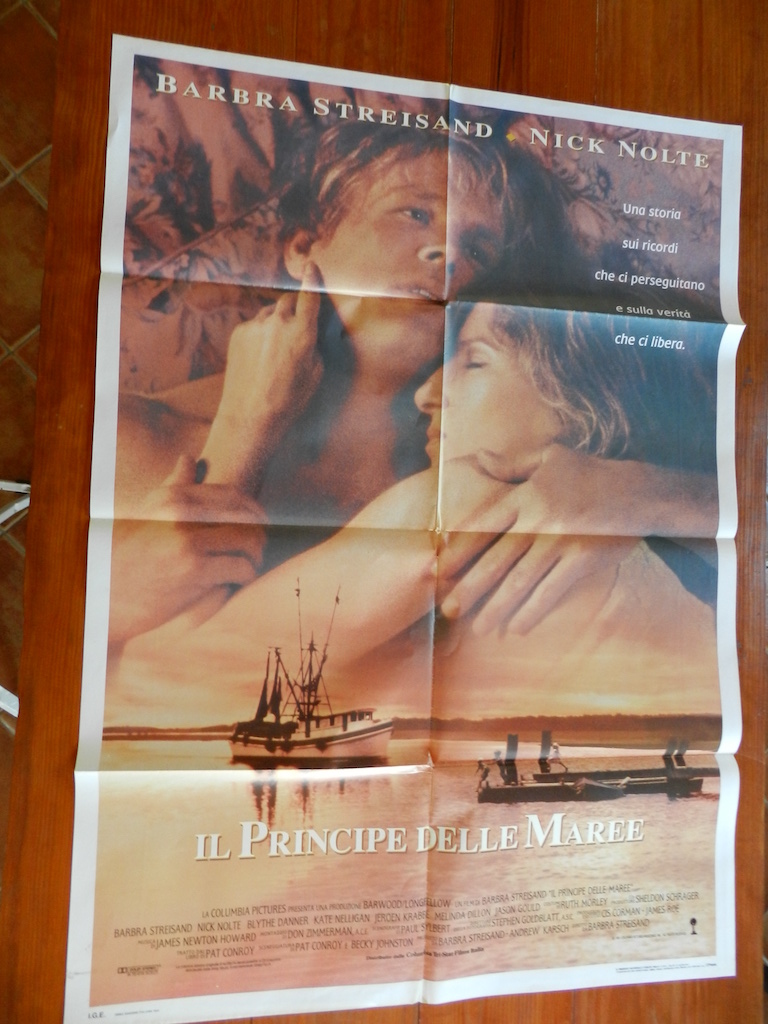 BARBRA STREISAND NICK NOLTE
Una storia
sui ricordi
che ci perseguitano
e sulla verità
che ci libera.
IL PRINCIPE DELLE MAREE
LA COLUMBIA PICTURES PRESENTA UNA PRODUZIONE BARWOOD/LONGFELLOW UN FILM DI BARBRA STREISAND "IL PRINCIPE DELLE MAREE"
BARBRA STREISAND NICK NOLTE BLYTHE DANNER KATE NELLIGAN JEROEN KRABBÉ MELINDA DILLON JASON GOULD RUTH MORLEY SHELDON SCHRAGER
JAMES NEWTON HOWARD DON ZIMMERMAN, A.C.E. PAUL SYLBERT STEPHEN GOLDBLATT, A.S.C. CIS CORMAN JAMES ROE
PAT CONROY PAT CONROY BECKY JOHNSTON BARBRA STREISAND ANDREW KARSCH BARBRA STREISAND
I.G.E.